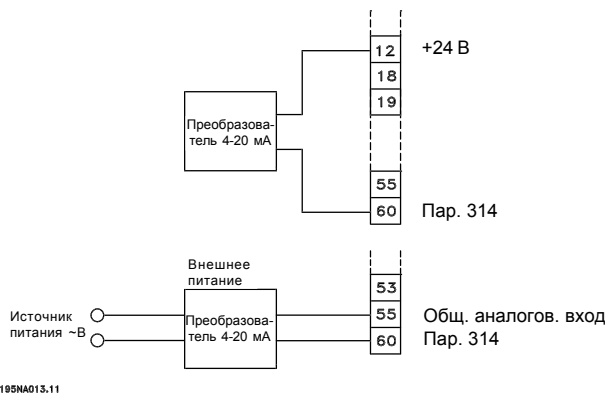 12 +24 В
18
19
Преобразова-
тель 4-20 мА
55
60 Пар. 314
Внешнее
питание
53
Источник
питания ~В
Преобразова-
тель 4-20 мА
55 Общ. аналогов. вход
60 Пар. 314
195NA013.11